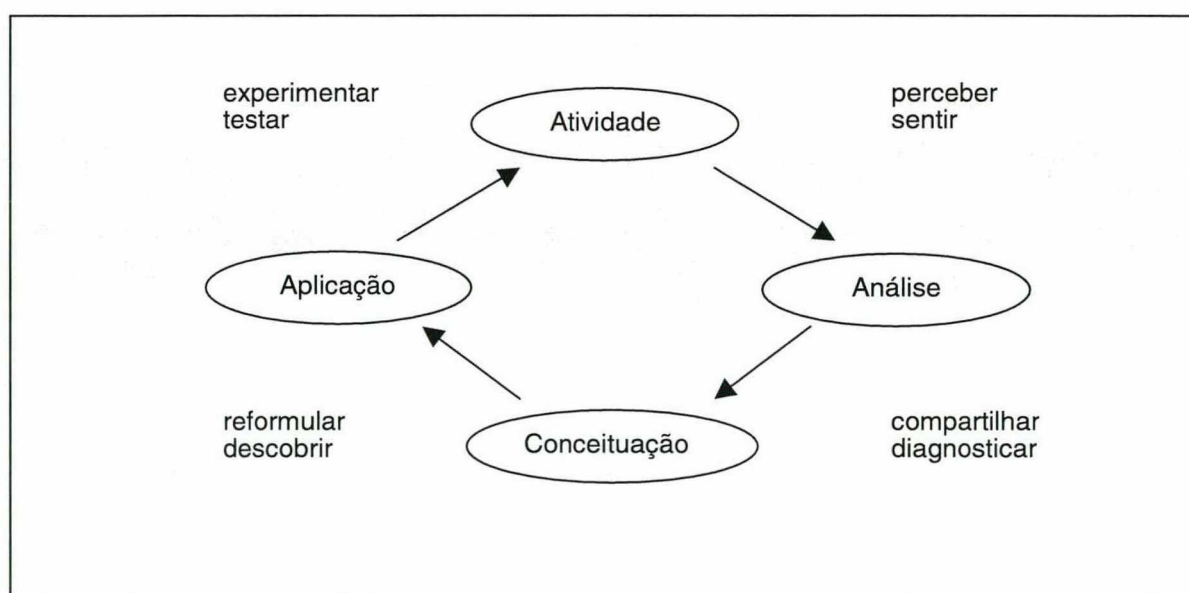 experimentar
testar
Atividade
perceber
sentir
Aplicação
Análise
reformular
descobrir
Conceituação
compartilhar
diagnosticar